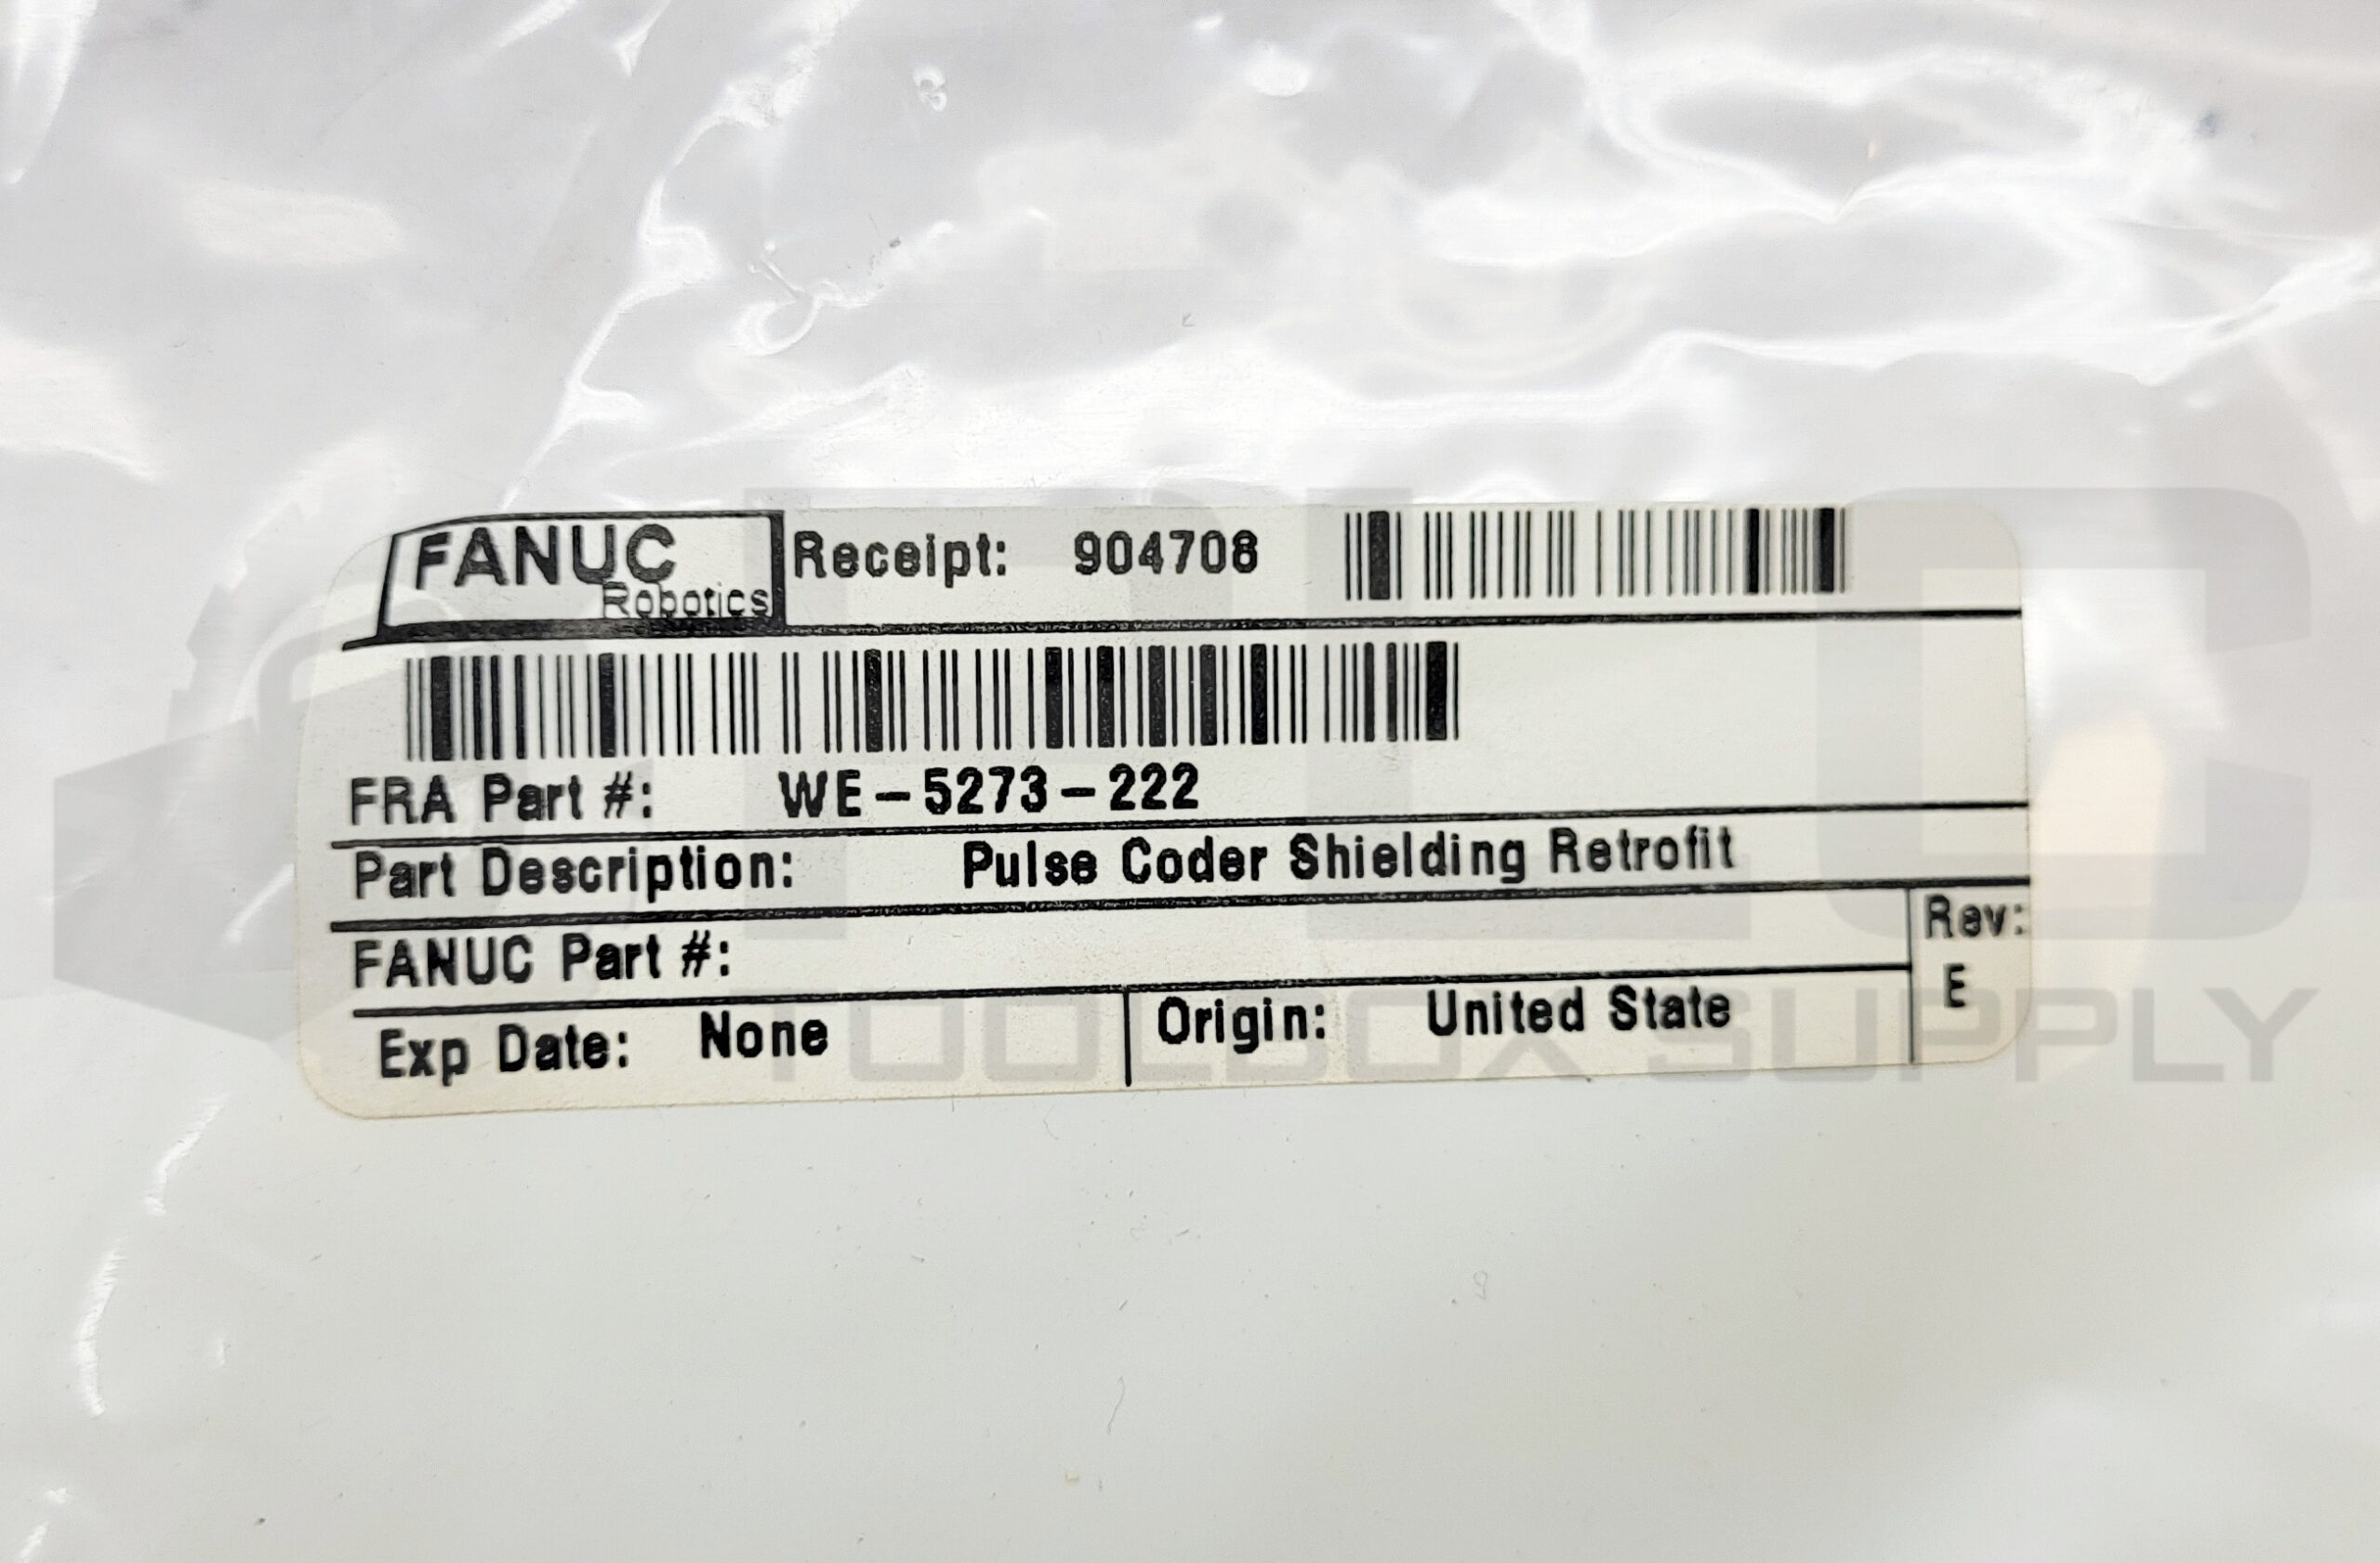 FANUC
Robotics
Receipt: 904708
FRA Part #: WE-5273-222
Part Description: Pulse Coder Shielding Retrofit
FANUC Part #:
Rev:
E
Exp Date: None
Origin: United State
PLC
TOOLBOX SUPPLY